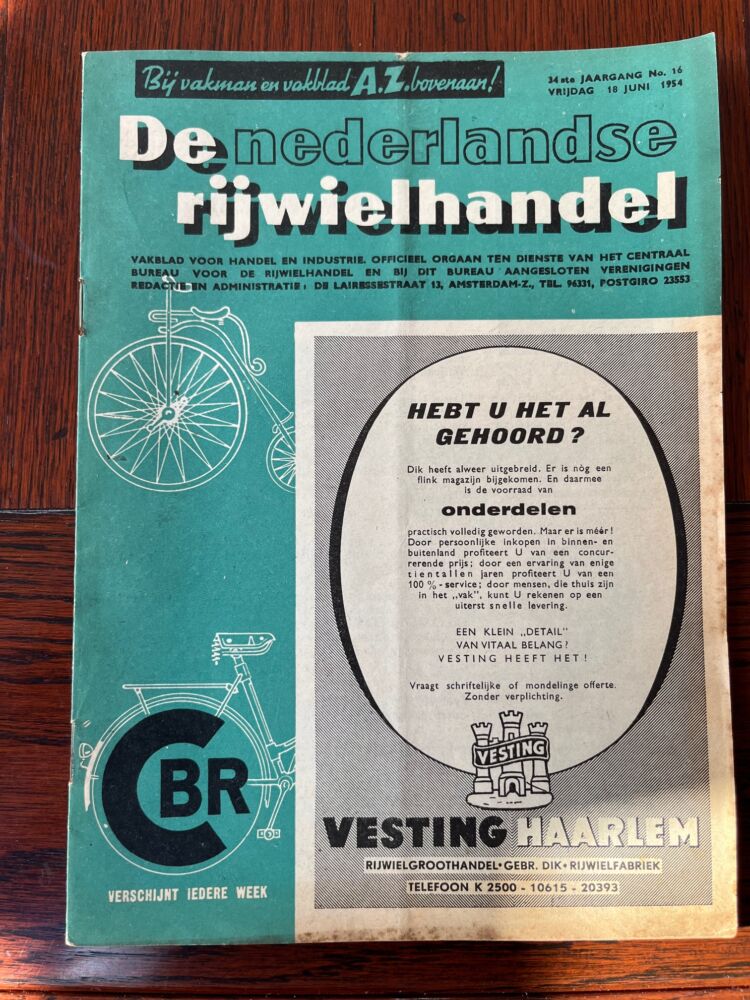 Bij vakman en vakblad A.Z. bovenaan!
34ste JAARGANG No. 16
VRIJDAG 18 JUNI 1954
De nederlandse
rijwielhandel
VAKBLAD VOOR HANDEL EN INDUSTRIE. OFFICIEEL ORGAAN TEN DIENSTE VAN HET CENTRAAL
BUREAU VOOR DE RIJWIELHANDEL EN BIJ DIT BUREAU AANGESLOTEN VERENIGINGEN
REDACTIE EN ADMINISTRATIE: DE LAIRESSESTRAAT 13, AMSTERDAM-Z., TEL. 96331, POSTGIRO 23553
HEBT U HET AL
GEHOORD?
Dik heeft alweer uitgebreid. Er is nòg een
flink magazijn bijgekomen. En daarmee
is de voorraad van
onderdelen
practisch volledig geworden. Maar er is méér!
Door persoonlijke inkopen in binnen- en
buitenland profiteert U van een concur-
rerende prijs; door een ervaring van enige
tientallen jaren profiteert U van een
100 % - service; door mensen, die thuis zijn
in het „vak”, kunt U rekenen op een
uiterst snelle levering.
EEN KLEIN „DETAIL”
VAN VITAAL BELANG?
VESTING HEEFT HET!
Vraagt schriftelijke of mondelinge offerte.
Zonder verplichting.
VESTING
VESTING HAARLEM
RIJWIELGROOTHANDEL•GEBR. DIK•RIJWIELFABRIEK
TELEFOON K 2500 - 10615 - 20393
CBR
VERSCHIJNT IEDERE WEEK